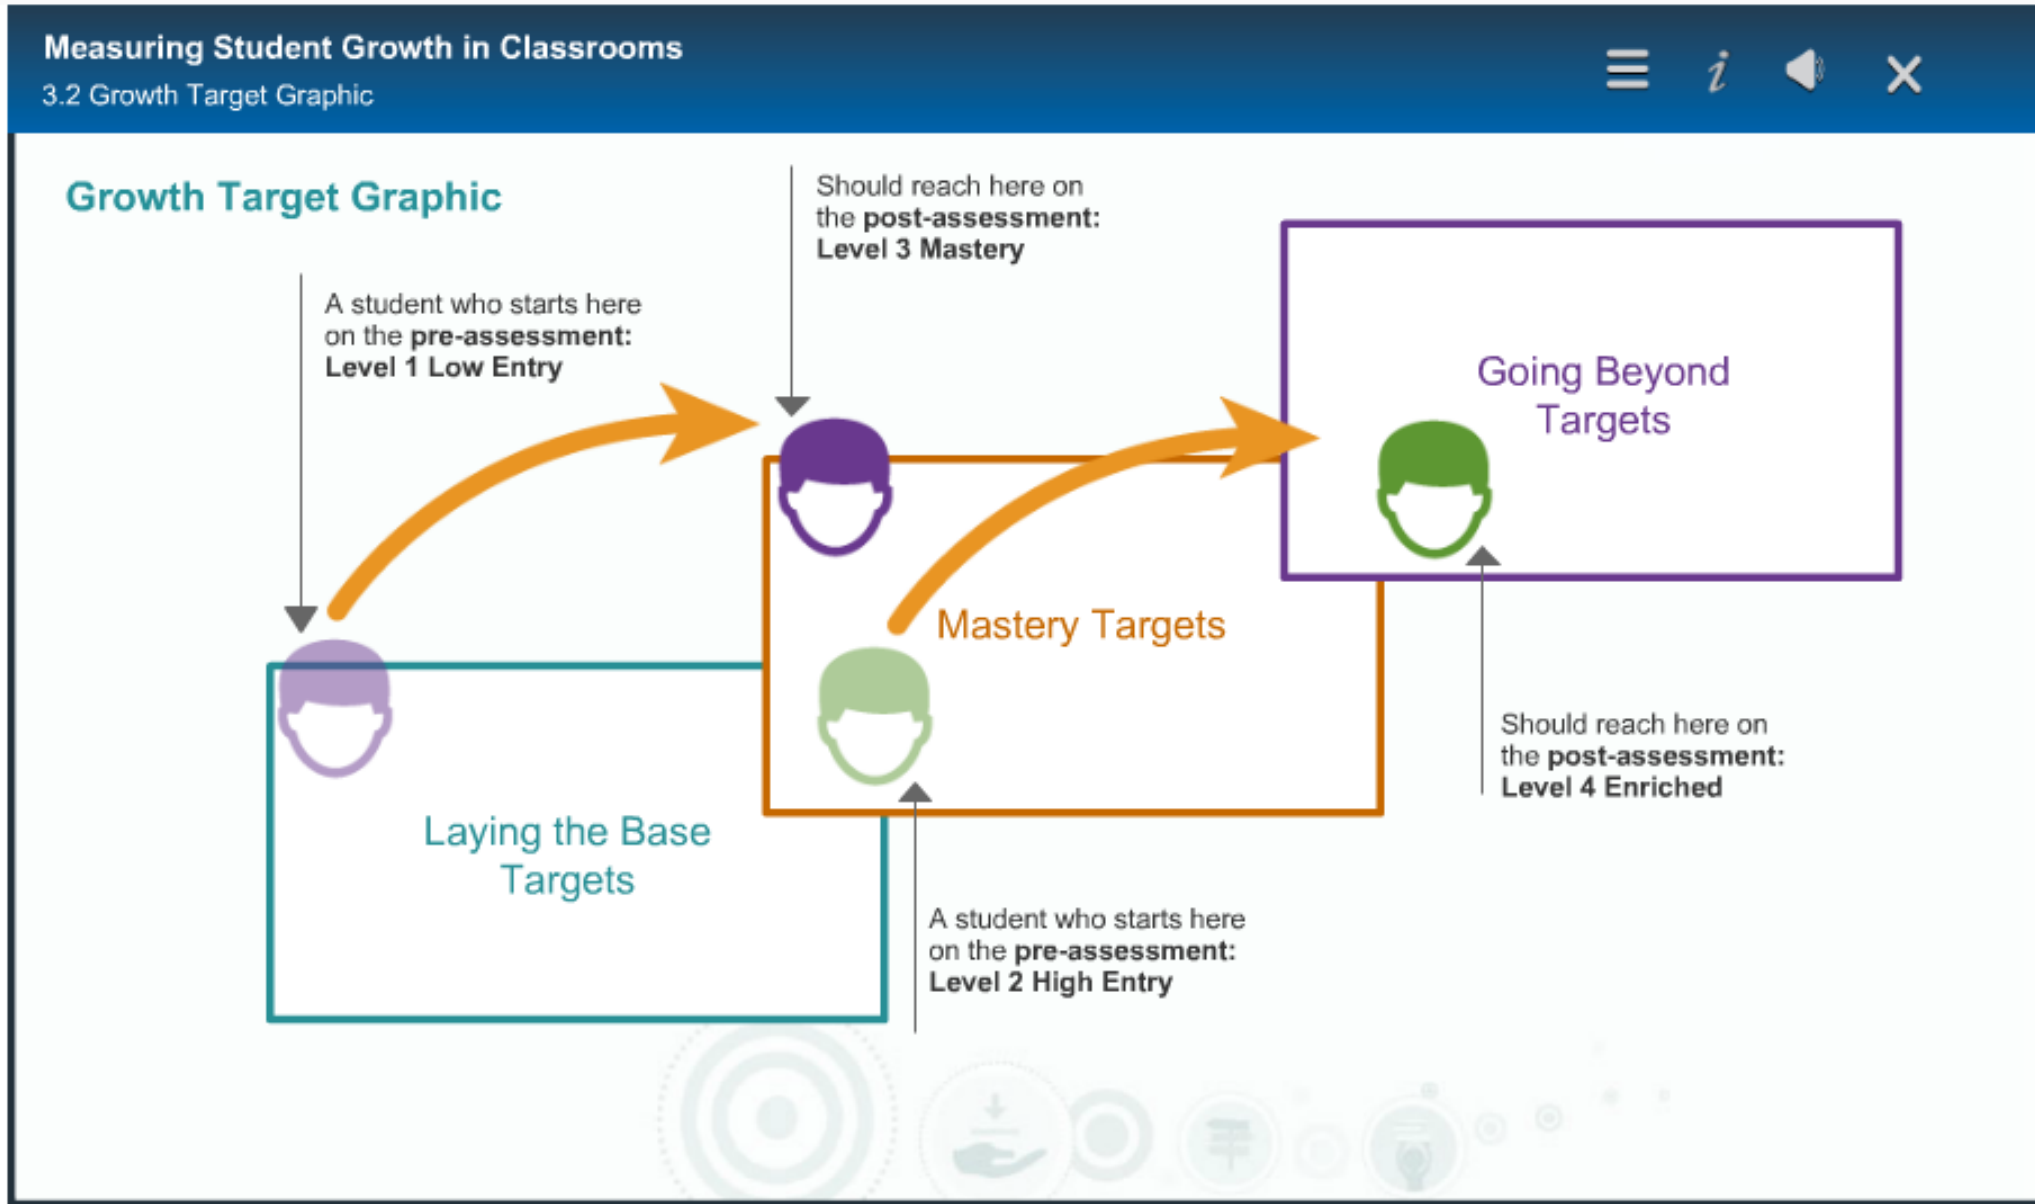 Measuring Student Growth in Classrooms
3.2 Growth Target Graphic
i
Growth Target Graphic
A student who starts here
on the pre-assessment:
Level 1 Low Entry
Should reach here on
the post-assessment:
Level 3 Mastery
Going Beyond
Targets
Mastery Targets
Laying the Base
Targets
A student who starts here
on the pre-assessment:
Level 2 High Entry
Should reach here on
the post-assessment:
Level 4 Enriched